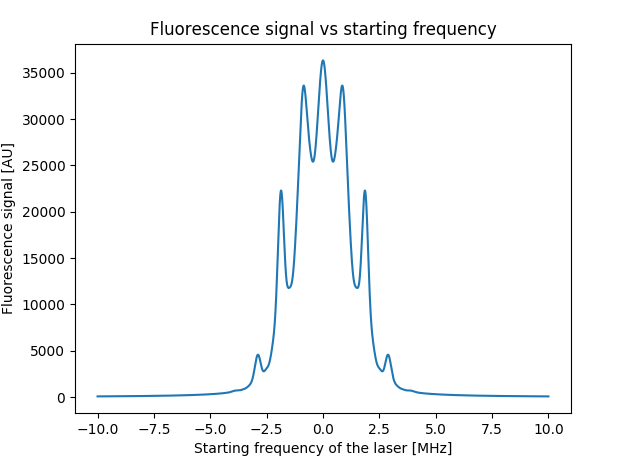 Fluorescence signal vs starting frequency
Fluorescence signal [AU]
35000
30000
25000
20000
15000
10000
5000
0
−10.0 −7.5 −5.0 −2.5 0.0 2.5 5.0 7.5 10.0
Starting frequency of the laser [MHz]